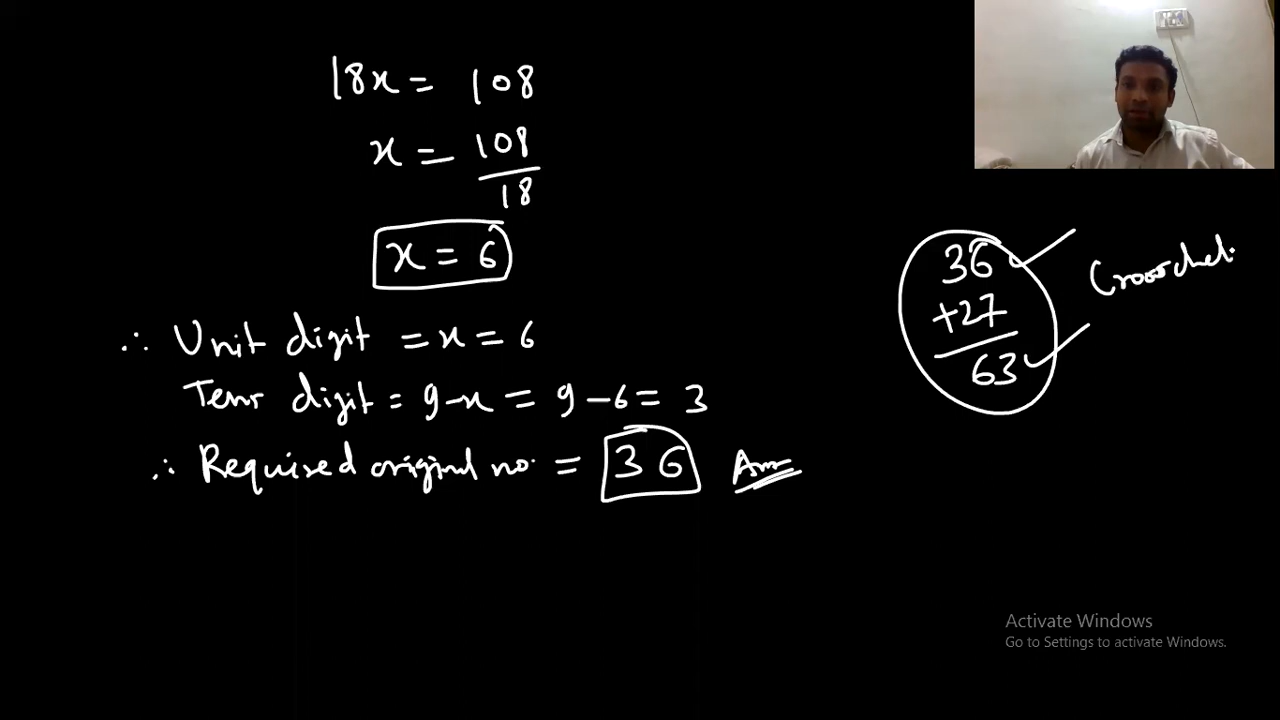 18x = 108
x = 108/18
x = 6
∴ Unit digit = x = 6
Tens digit = 9-x = 9-6 = 3
∴ Required original no. = 36 Ans
36
+27
63
Activate Windows
Go to Settings to activate Windows.